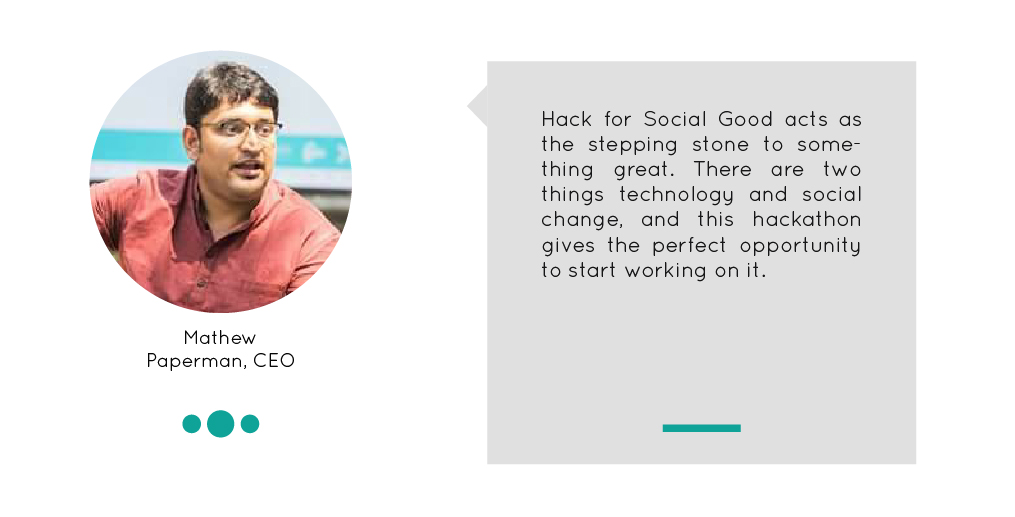 Mathew
Paperman, CEO
Hack for Social Good acts as
the stepping stone to some-
thing great. There are two
things technology and social
change, and this hackathon
gives the perfect opportunity
to start working on it.